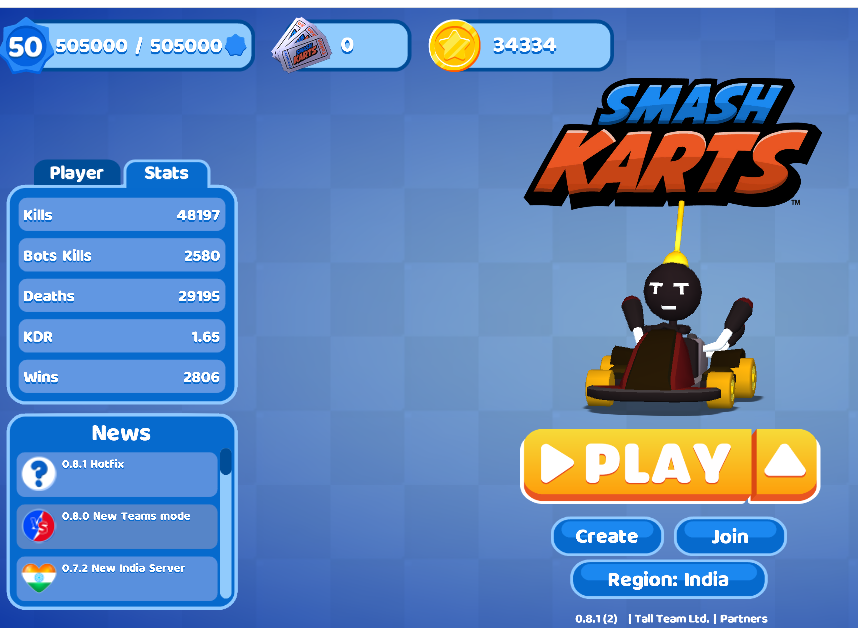 50 505000 / 505000
0
34334
SMASH
KARTS
TM
Player Stats
Kills 48197
Bots Kills 2580
Deaths 29195
KDR 1.65
Wins 2806
News
0.8.1 Hotfix
0.8.0 New Teams mode
0.7.2 New India Server
PLAY
Create Join
Region: India
0.8.1 (2) | Tall Team Ltd. | Partners